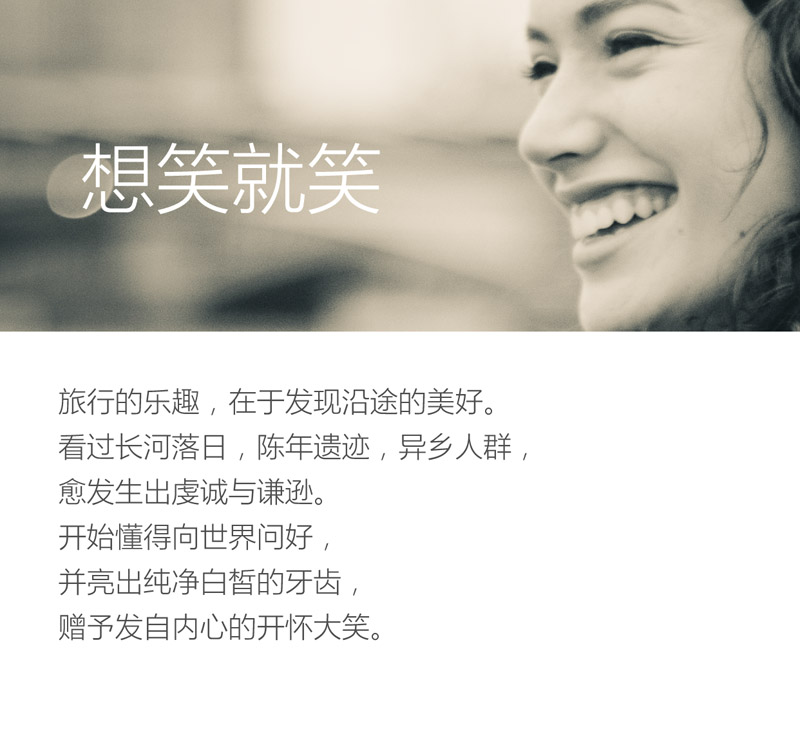 想笑就笑
旅行的乐趣，在于发现沿途的美好。
看过长河落日，陈年遗迹，异乡人群，
愈发生出虔诚与谦逊。
开始懂得向世界问好，
并亮出纯净白皙的牙齿，
赠予发自内心的开怀大笑。